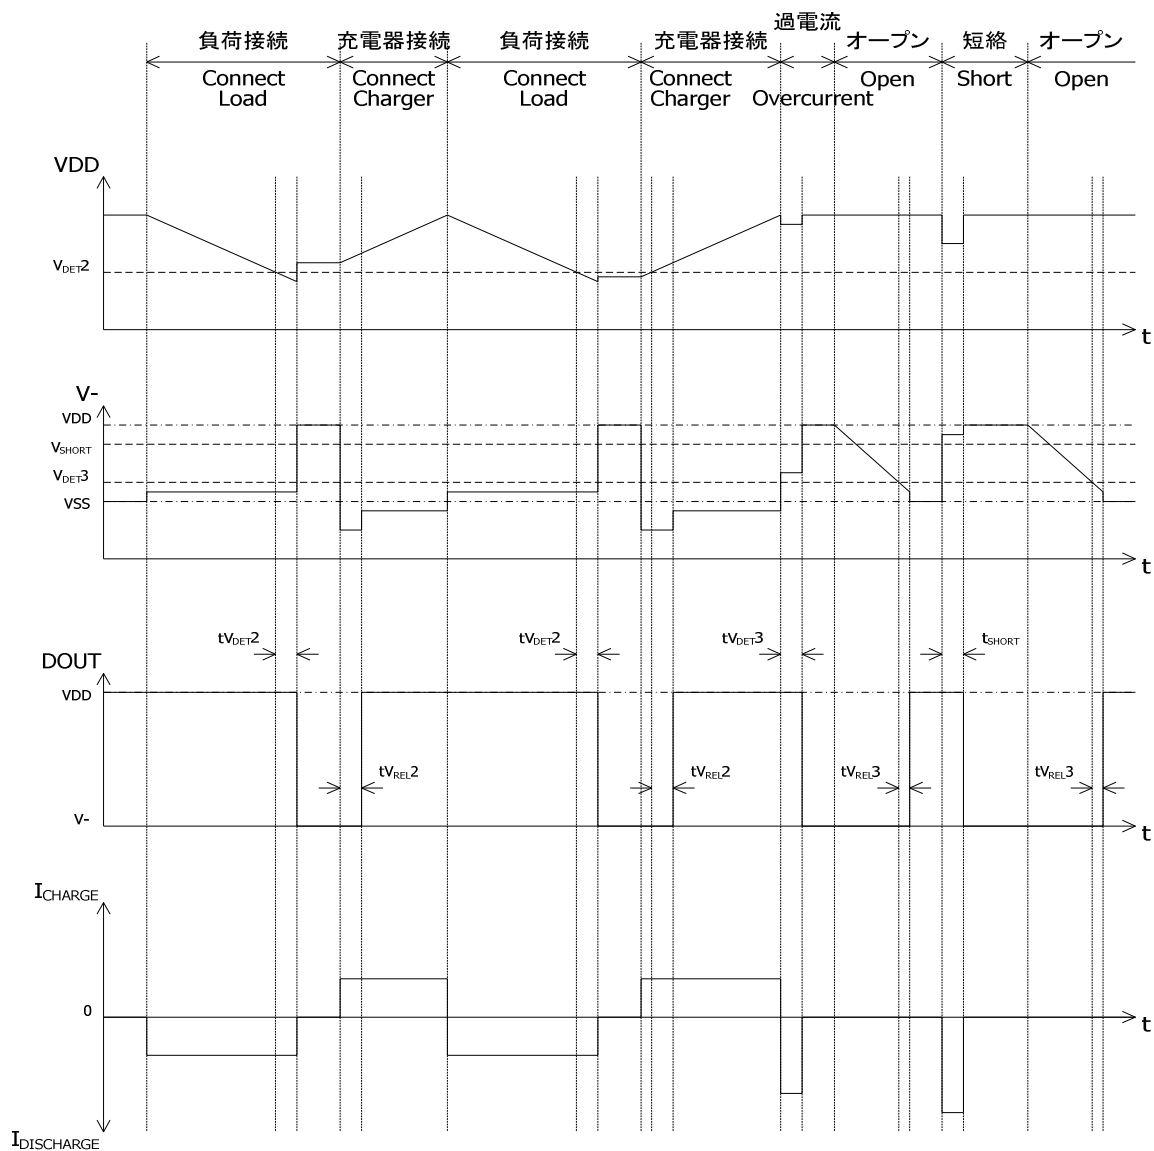 過電流
負荷接続 充電器接続 負荷接続 充電器接続 オープン 短絡 オープン
Connect Connect Connect Connect Open Short Open
Load Charger Load Charger Overcurrent
VDD
VDET2
t
V-
VDD
VSHORT
VDET3
VSS
t
tVDET2 tVDET2 tVDET3 tSHORT
DOUT
VDD
tVREL2 tVREL2 tVREL3 tVREL3
V-
t
ICHARGE
0
t
IDISCHARGE